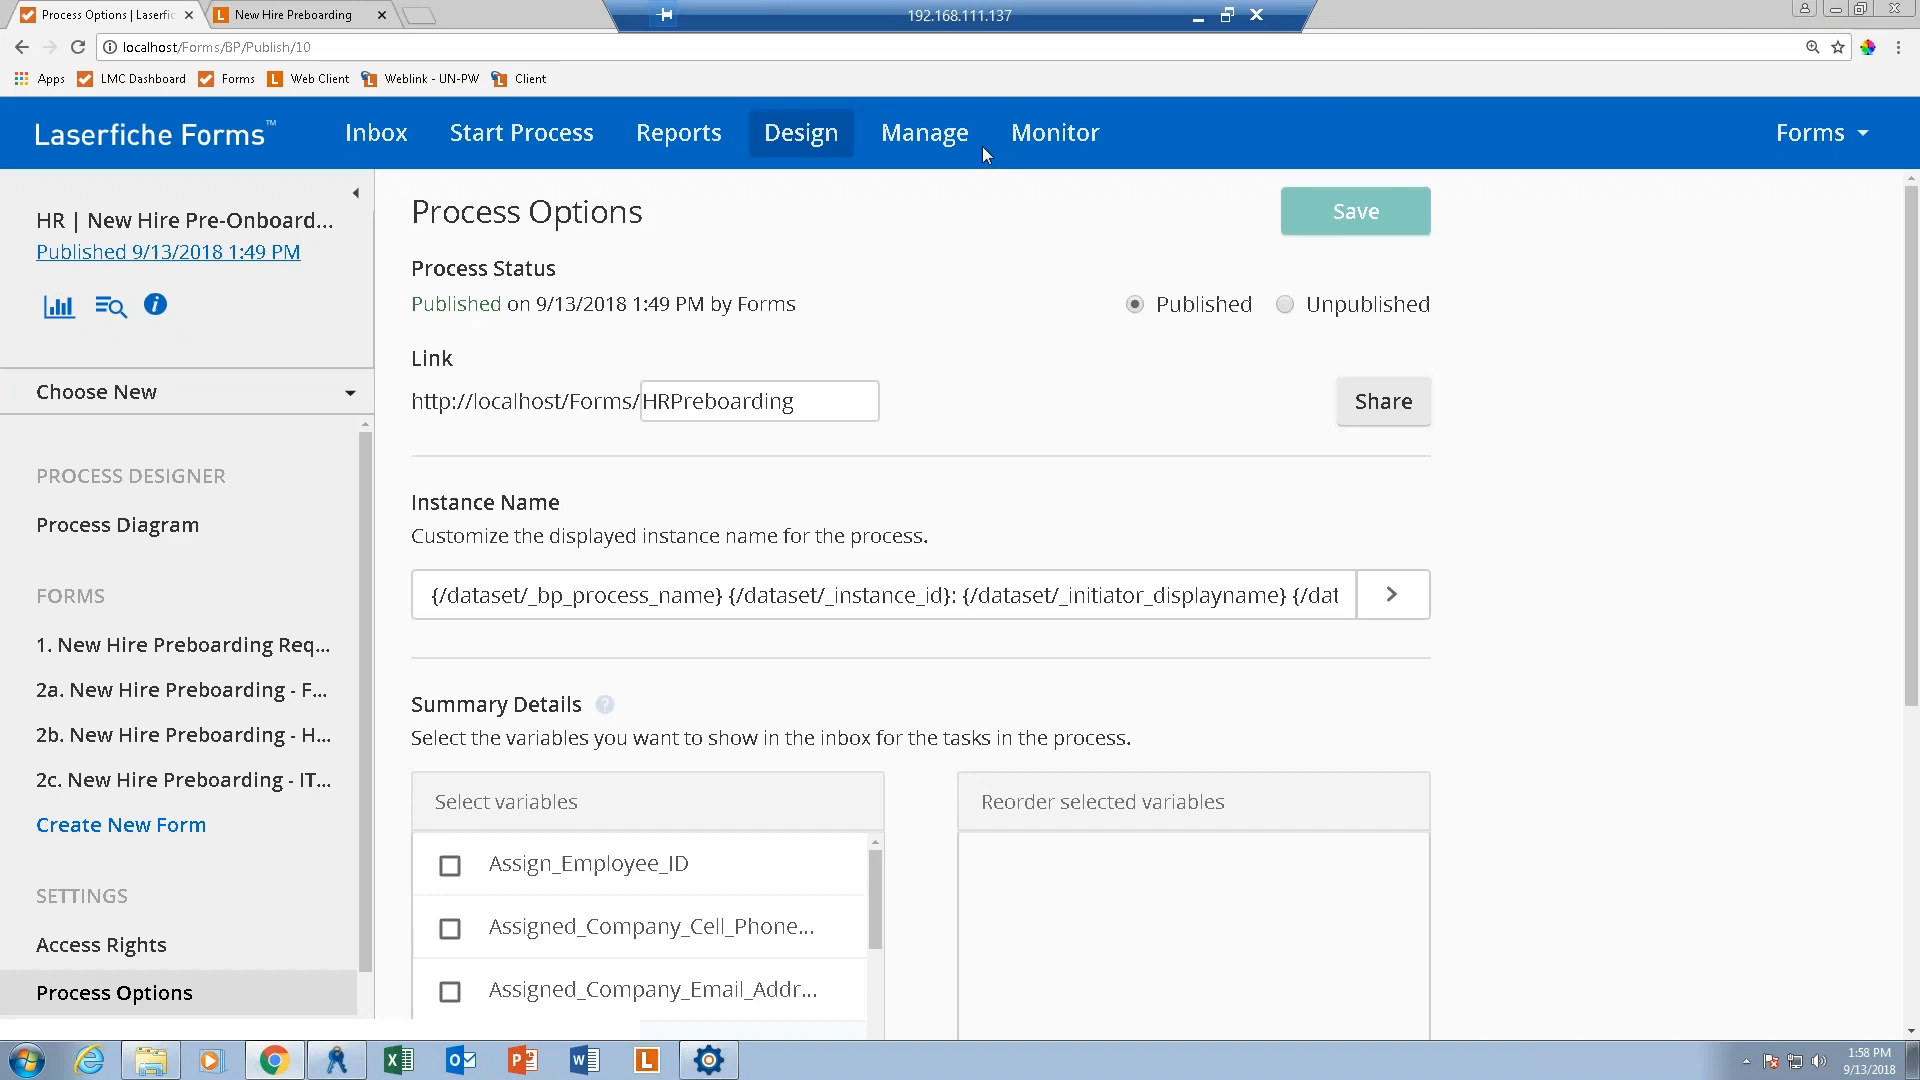 Process Options | Laserfic
New Hire Preboarding
192.168.111.137
localhost/Forms/BP/Publish/10
Apps
LMC Dashboard
Forms
Web Client
Weblink - UN-PW
Client
Laserfiche Forms™
Inbox
Start Process
Reports
Design
Manage
Monitor
Forms
HR | New Hire Pre-Onboard...
Published 9/13/2018 1:49 PM
Choose New
PROCESS DESIGNER
Process Diagram
FORMS
1. New Hire Preboarding Req...
2a. New Hire Preboarding - F...
2b. New Hire Preboarding - H...
2c. New Hire Preboarding - IT...
Create New Form
SETTINGS
Access Rights
Process Options
Process Options
Save
Process Status
Published on 9/13/2018 1:49 PM by Forms
Published
Unpublished
Link
http://localhost/Forms/HRPreboarding
Share
Instance Name
Customize the displayed instance name for the process.
{/dataset/_bp_process_name} {/dataset/_instance_id}: {/dataset/_initiator_displayname} {/dat
Summary Details
Select the variables you want to show in the inbox for the tasks in the process.
Select variables
Reorder selected variables
Assign_Employee_ID
Assigned_Company_Cell_Phone...
Assigned_Company_Email_Addr...
1:58 PM
9/13/2018